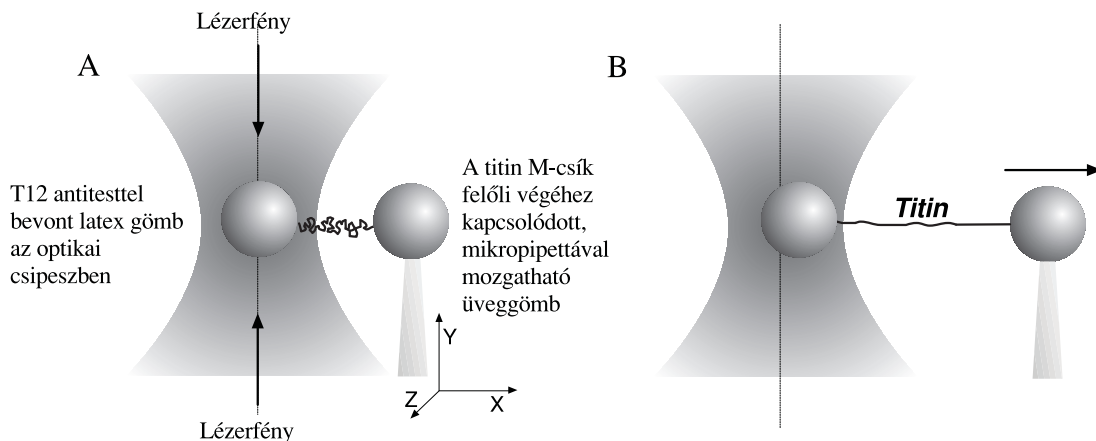 Lézerfény
A
T12 antitesttel
bevont latex gömb
az optikai
csipeszben
A titin M-csík
felőli végéhez
kapcsolódott,
mikropipettával
mozgatható
üveggömb
Y
Z
X
Lézerfény
B
Titin